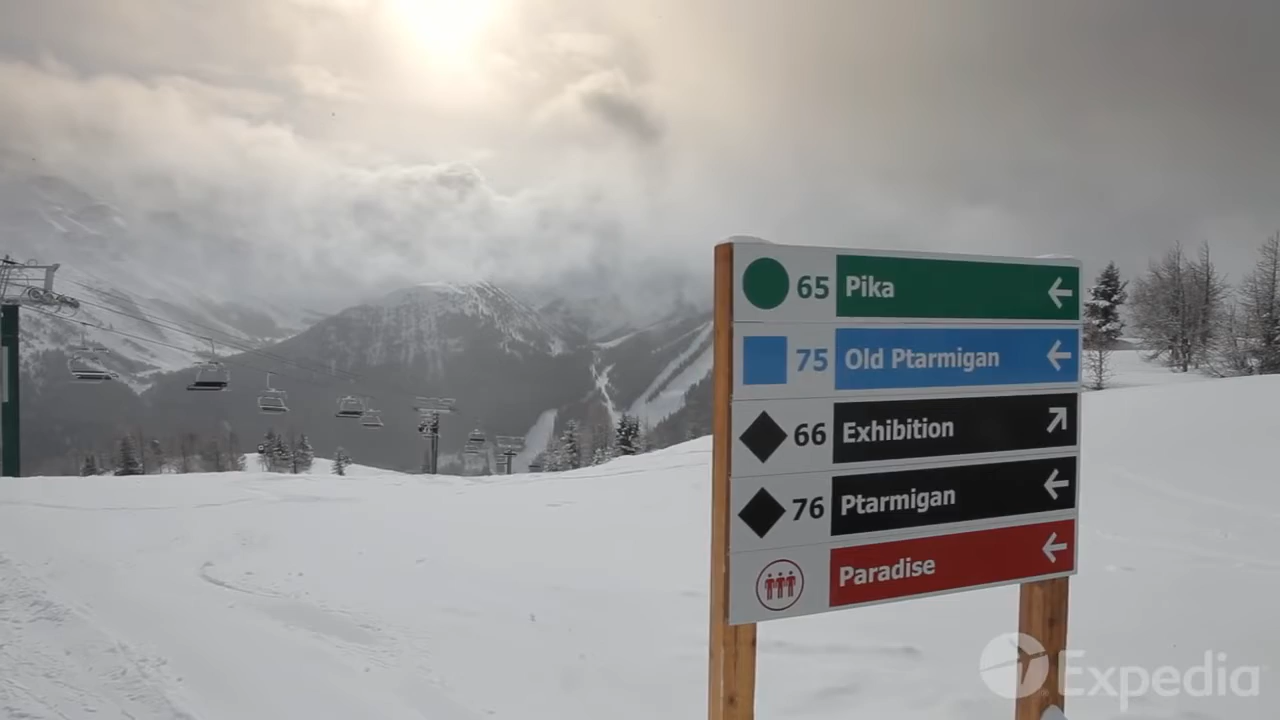 65 Pika
75 Old Ptarmigan
66 Exhibition
76 Ptarmigan
Paradise
Expedia